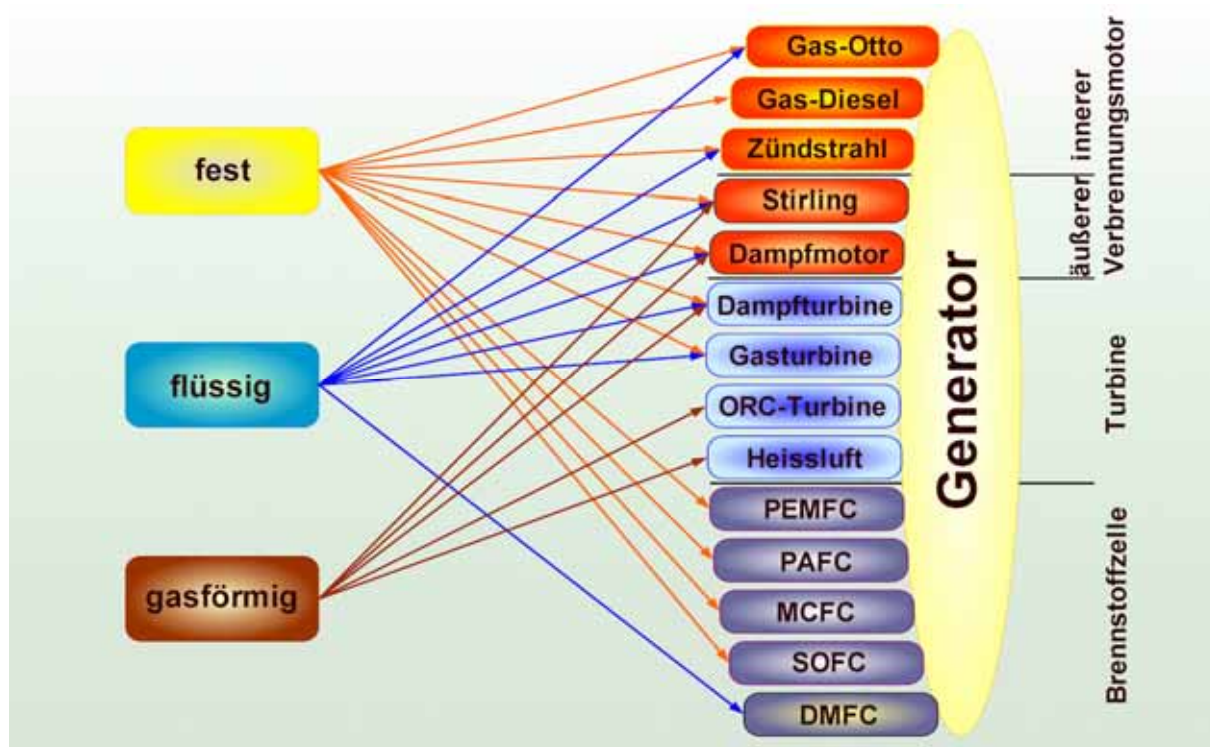 fest
flüssig
gasförmig
Gas-Otto
Gas-Diesel
Zündstrahl
Stirling
Dampfmotor
Dampfturbine
Gasturbine
ORC-Turbine
Heissluft
PEMFC
PAFC
MCFC
SOFC
DMFC
Generator
äußerer innerer
Verbrennungsmotor
Turbine
Brennstoffzelle